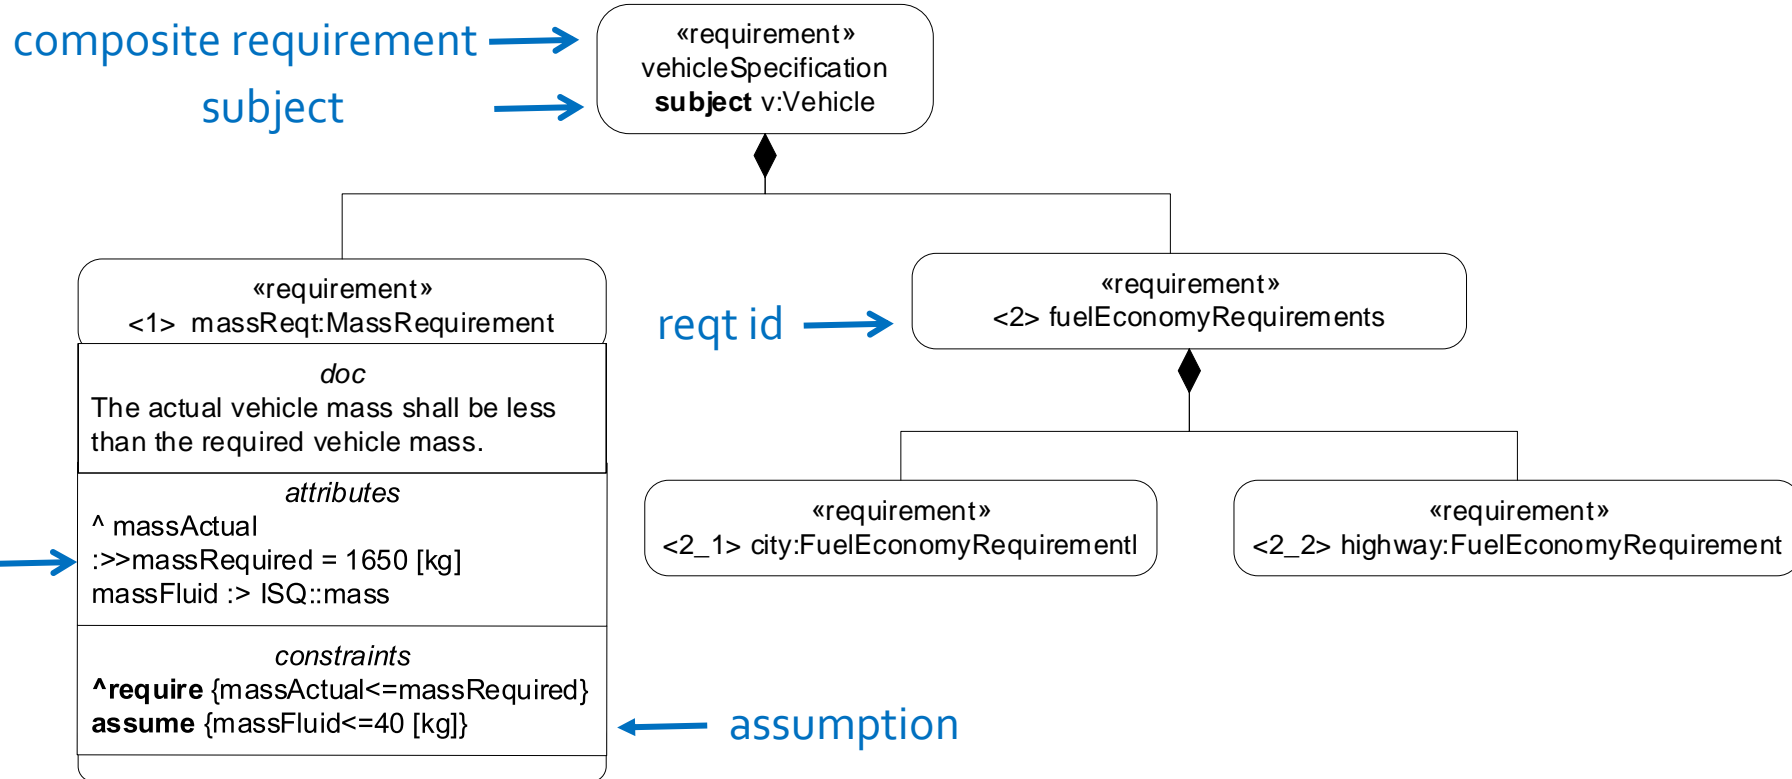 composite requirement
subject
«requirement»
vehicleSpecification
subject v:Vehicle
«requirement»
<1> massReqt:MassRequirement
doc
The actual vehicle mass shall be less
than the required vehicle mass.
attributes
^ massActual
:>>massRequired = 1650 [kg]
massFluid :> ISQ::mass
constraints
^require {massActual<=massRequired}
assume {massFluid<=40 [kg]}
assumption
reqt id
«requirement»
<2> fuelEconomyRequirements
«requirement»
<2_1> city:FuelEconomyRequirementl
«requirement»
<2_2> highway:FuelEconomyRequirement